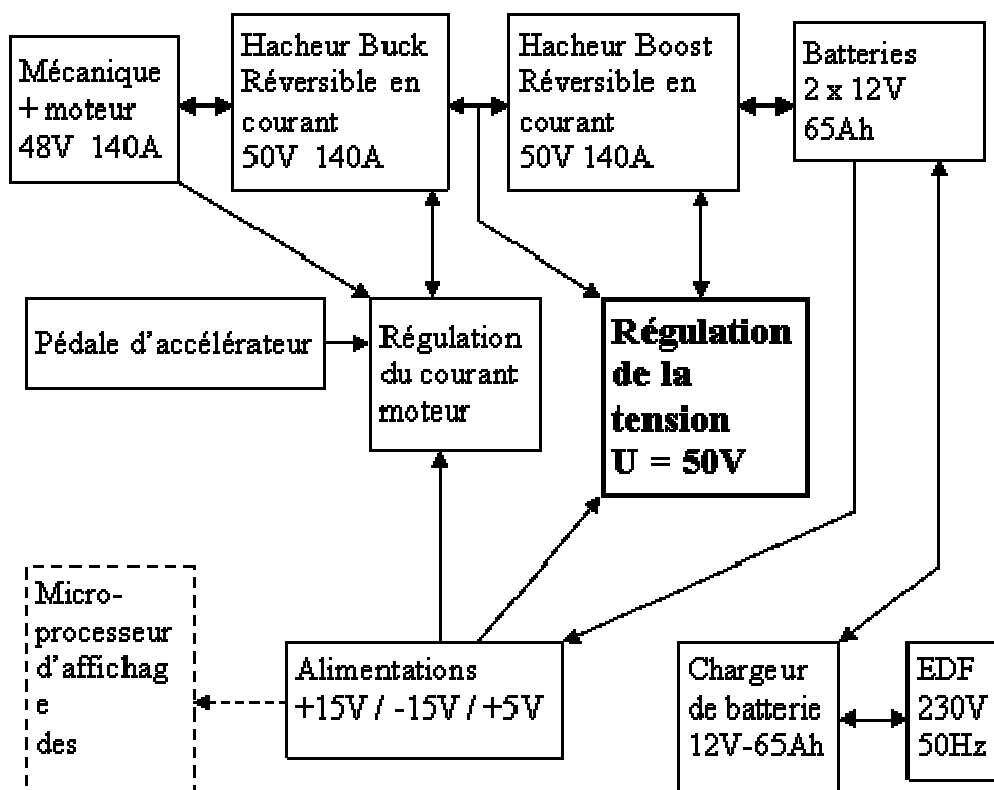 Mécanique
+ moteur
48V 140A
Hacheur Buck
Réversible en
courant
50V 140A
Hacheur Boost
Réversible en
courant
50V 140A
Batteries
2 x 12V
65Ah
Pédale d'accélérateur
Régulation
du courant
moteur
Régulation
de la
tension
U = 50V
Micro-
processeur
d'affichag
e
des
Alimentations
+15V / -15V / +5V
Chargeur
de batterie
12V-65Ah
EDF
230V
50Hz